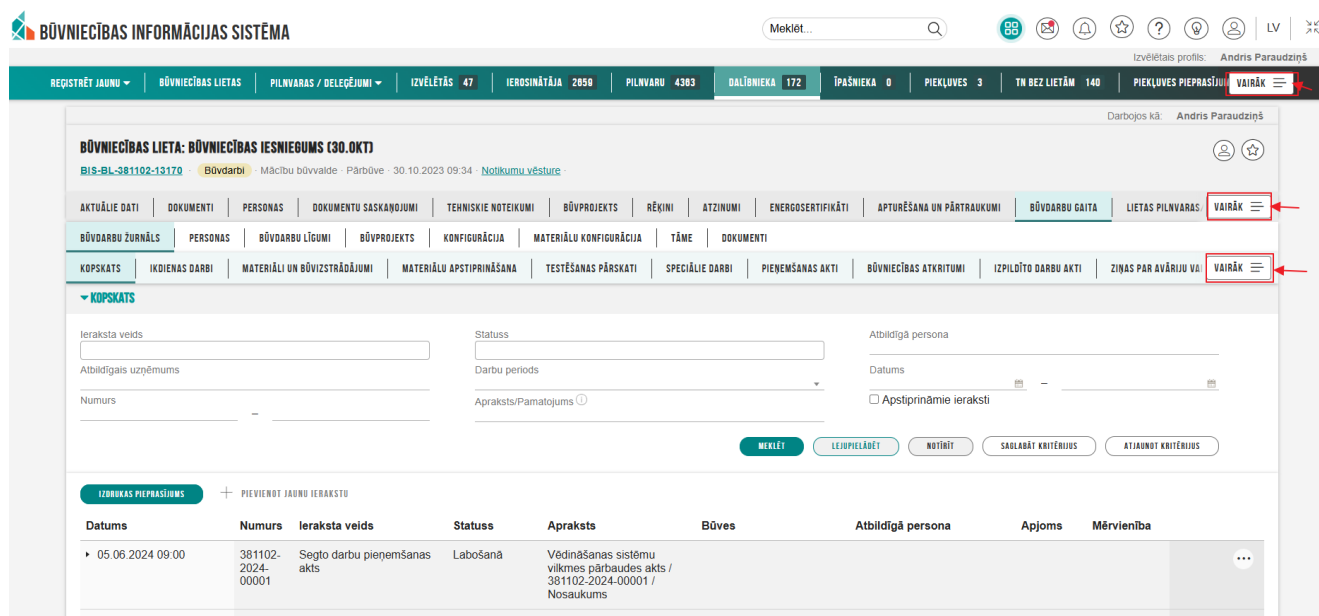 BŪVNIECĪBAS INFORMĀCIJAS SISTĒMA
Meklēt...
LV
Izvēlētais profils: Andris Paraudziņš
REĢISTRĒT JAUNU BŪVNIECĪBAS LIETAS PILNVARAS / DELEĢĒJUMI IZVĒLĒTĀS 47 IEROSINĀTĀJA 2659 PILNVARU 4383 DALĪBNIEKA 172 ĪPAŠNIEKA 0 PIEKĻUVES 3 TN BEZ LIETĀM 140 PIEKĻUVES PIEPRASĪJU VAIRĀK
Darbojos kā: Andris Paraudziņš
BŪVNIECĪBAS LIETA: BŪVNIECĪBAS IESNIEGUMS (30.OKT)
BIS-BL-381102-13170 · Būvdarbi · Mācību būvvalde · Pārbūve · 30.10.2023 09:34 · Notikumu vēsture ·
AKTUĀLIE DATI DOKUMENTI PERSONAS DOKUMENTU SASKAŅOJUMI TEHNISKIE NOTEIKUMI BŪVPROJEKTS RĒĶINI ATZINUMI ENERGOSERTIFIKĀTI APTURĒŠANA UN PĀRTRAUKUMI BŪVDARBU GAITA LIETAS PILNVARAS/ VAIRĀK
BŪVDARBU ŽURNĀLS PERSONAS BŪVDARBU LĪGUMI BŪVPROJEKTS KONFIGURĀCIJA MATERIĀLU KONFIGURĀCIJA TĀME DOKUMENTI
KOPSKATS IKDIENAS DARBI MATERIĀLI UN BŪVIZSTRĀDĀJUMI MATERIĀLU APSTIPRINĀŠANA TESTĒŠANAS PĀRSKATI SPECIĀLIE DARBI PIEŅEMŠANAS AKTI BŪVNIECĪBAS ATKRITUMI IZPILDĪTO DARBU AKTI ZIŅAS PAR AVĀRIJU VA VAIRĀK
KOPSKATS
Ieraksta veids Statuss Atbildīgā persona
Atbildīgais uzņēmums Darbu periods Datums
–
Numurs Apraksts/Pamatojums Apstiprināmie ieraksti
–
MEKLĒT LEJUPIELĀDĒT NOTĪRĪT SAGLABĀT KRITĒRIJUS ATJAUNOT KRITĒRIJUS
IZDRUKAS PIEPRASĪJUMS PIEVIENOT JAUNU IERAKSTU
Datums Numurs Ieraksta veids Statuss Apraksts Būves Atbildīgā persona Apjoms Mērvienība
05.06.2024 09:00 381102- Segto darbu pieņemšanas Labošanā Vēdināšanas sistēmu
2024- akts vilkmes pārbaudes akts /
00001 381102-2024-00001 /
Nosaukums